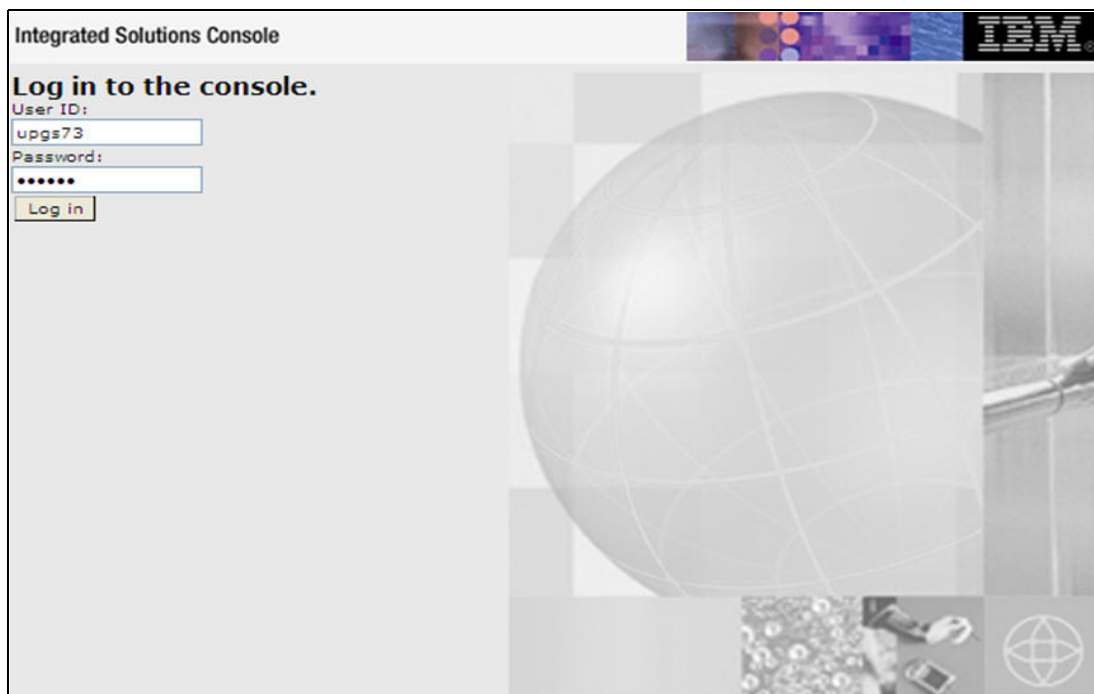 Integrated Solutions Console
IBM®
Log in to the console.
User ID:
upgs73
Password:
••••••
Log in